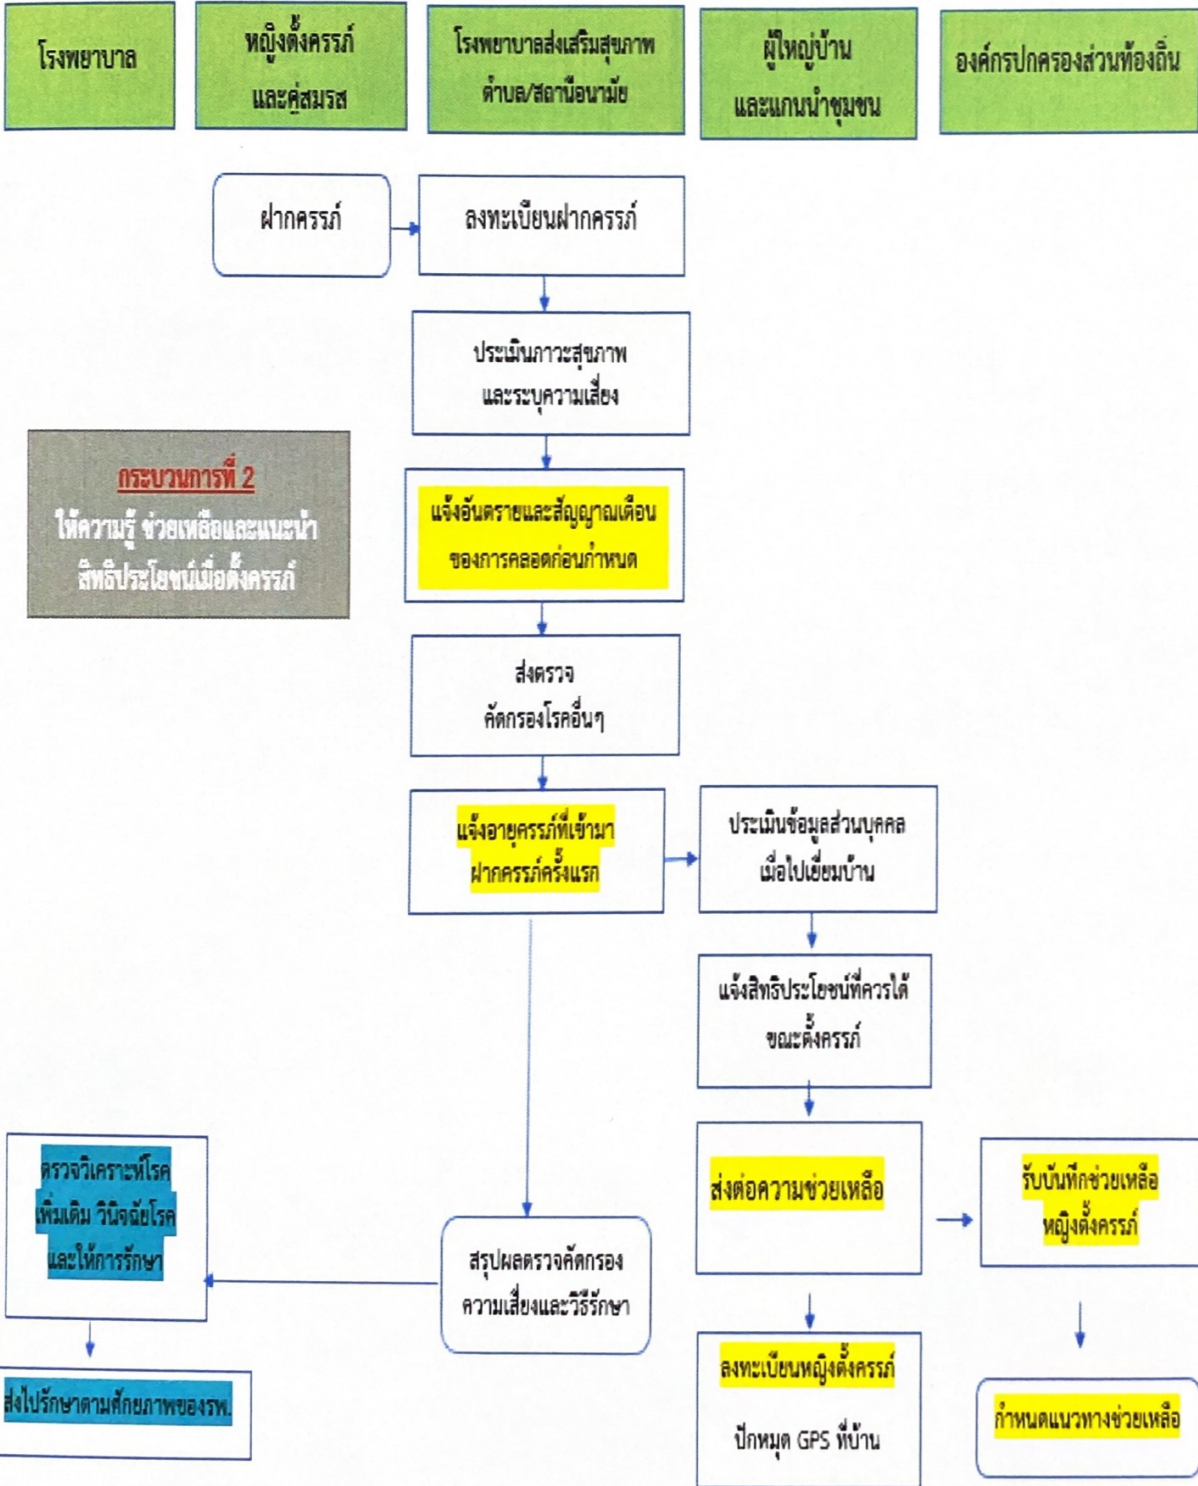 โรงพยาบาล
หญิงตั้งครรภ์
และคู่สมรส
โรงพยาบาลส่งเสริมสุขภาพ
ตำบล/สถานีอนามัย
ผู้ใหญ่บ้าน
และแกนนำชุมชน
องค์กรปกครองส่วนท้องถิ่น
ฝากครรภ์
ลงทะเบียนฝากครรภ์
ประเมินภาวะสุขภาพ
และระบุความเสี่ยง
กระบวนการที่ 2
ให้ความรู้ ช่วยเหลือและแนะนำ
สิทธิประโยชน์เมื่อตั้งครรภ์
แจ้งอันตรายและสัญญาณเตือน
ของการคลอดก่อนกำหนด
ส่งตรวจ
คัดกรองโรคอื่นๆ
แจ้งอายุครรภ์ที่เข้ามา
ฝากครรภ์ครั้งแรก
ประเมินข้อมูลส่วนบุคคล
เมื่อไปเยี่ยมบ้าน
แจ้งสิทธิประโยชน์ที่ควรได้
ขณะตั้งครรภ์
ตรวจวิเคราะห์โรค
เพิ่มเติม วินิจฉัยโรค
และให้การรักษา
สรุปผลตรวจคัดกรอง
ความเสี่ยงและวิธีรักษา
ส่งต่อความช่วยเหลือ
รับบันทึกช่วยเหลือ
หญิงตั้งครรภ์
ส่งไปรักษาตามศักยภาพของรพ.
ลงทะเบียนหญิงตั้งครรภ์
ปักหมุด GPS ที่บ้าน
กำหนดแนวทางช่วยเหลือ